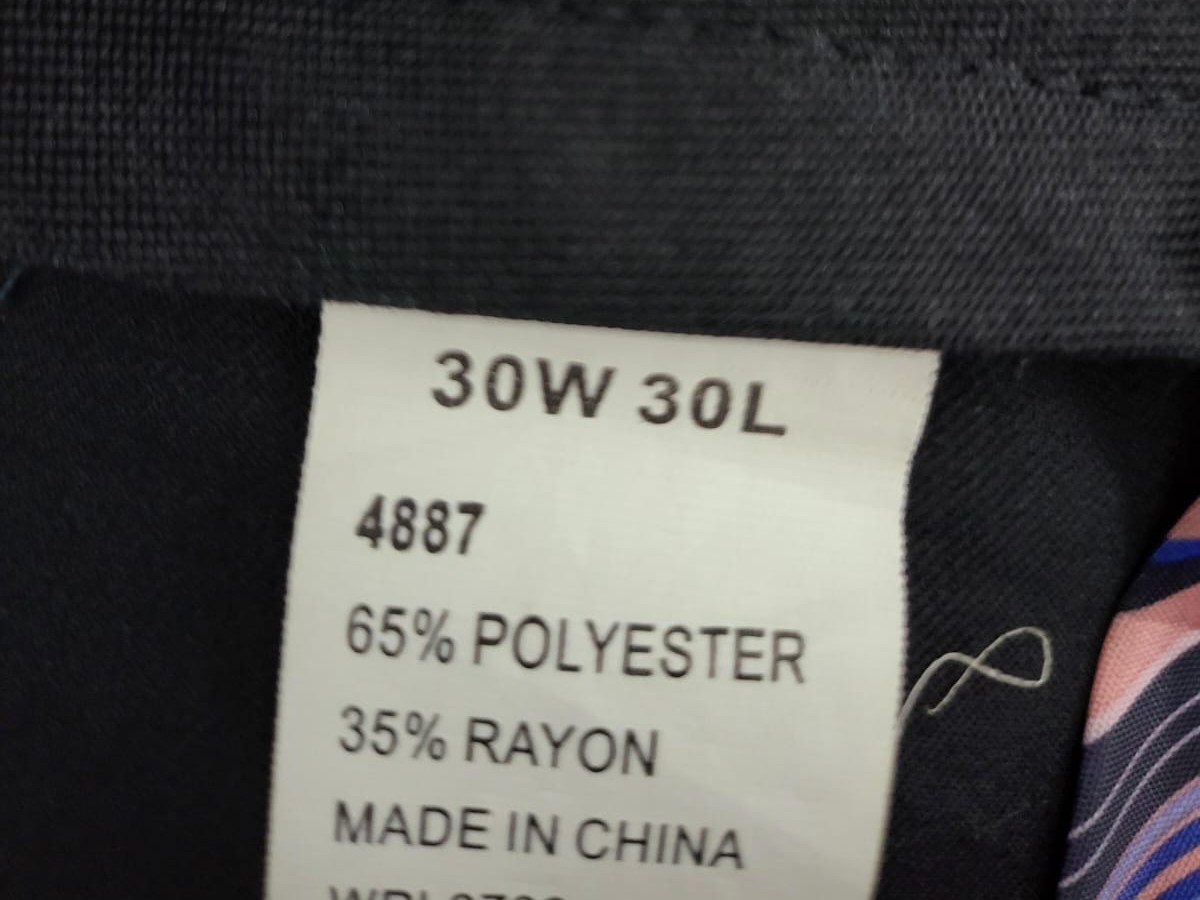 30W 30L
4887
65% POLYESTER
35% RAYON
MADE IN CHINA